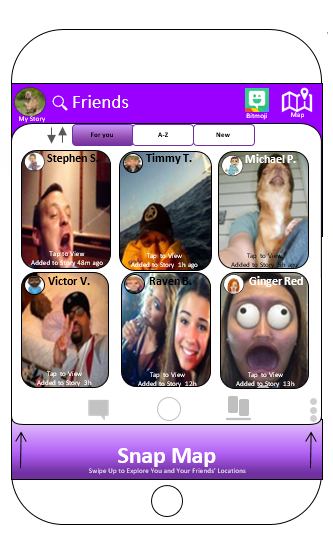 My Story
Friends
Bitmoji
Map
For you
A-Z
New
Stephen S.
Timmy T.
Michael P.
Tap to View
Added to Story 48m ago
Tap to View
Added to Story 1h ago
Tap to View
Added to Story ago
Victor V.
Raven B.
Ginger Red
Tap to View
Added to Story 3h
Tap to View
Added to Story 12h
Tap to View
Added to Story 13h
Snap Map
Swipe Up to Explore You and Your Friends' Locations